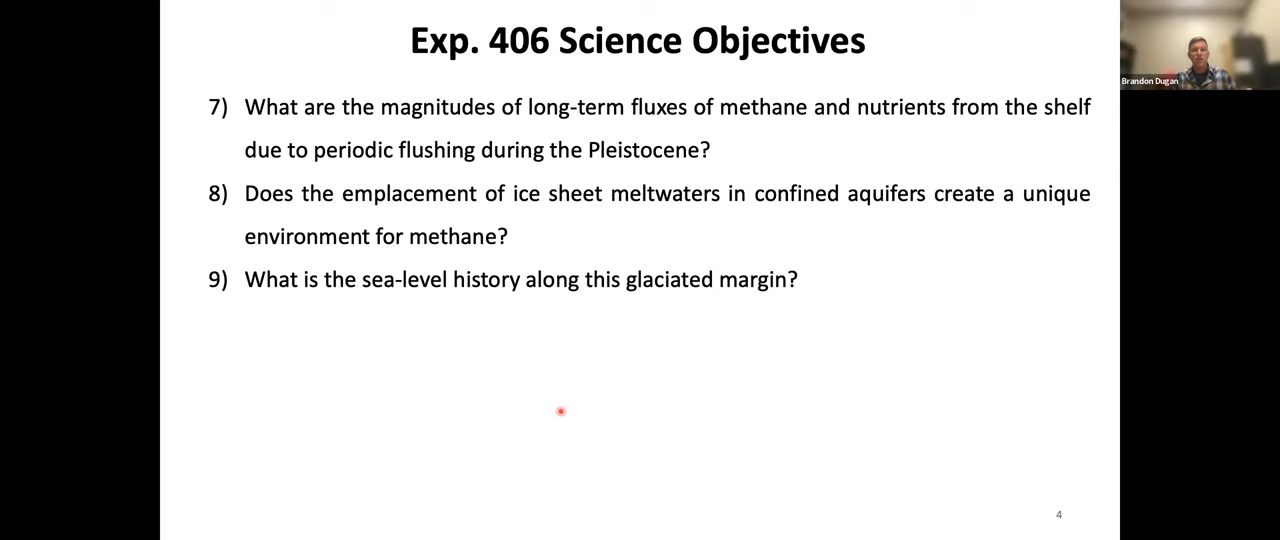 Exp. 406 Science Objectives
Brandon Dugan
7) What are the magnitudes of long-term fluxes of methane and nutrients from the shelf
due to periodic flushing during the Pleistocene?
8) Does the emplacement of ice sheet meltwaters in confined aquifers create a unique
environment for methane?
9) What is the sea-level history along this glaciated margin?
4